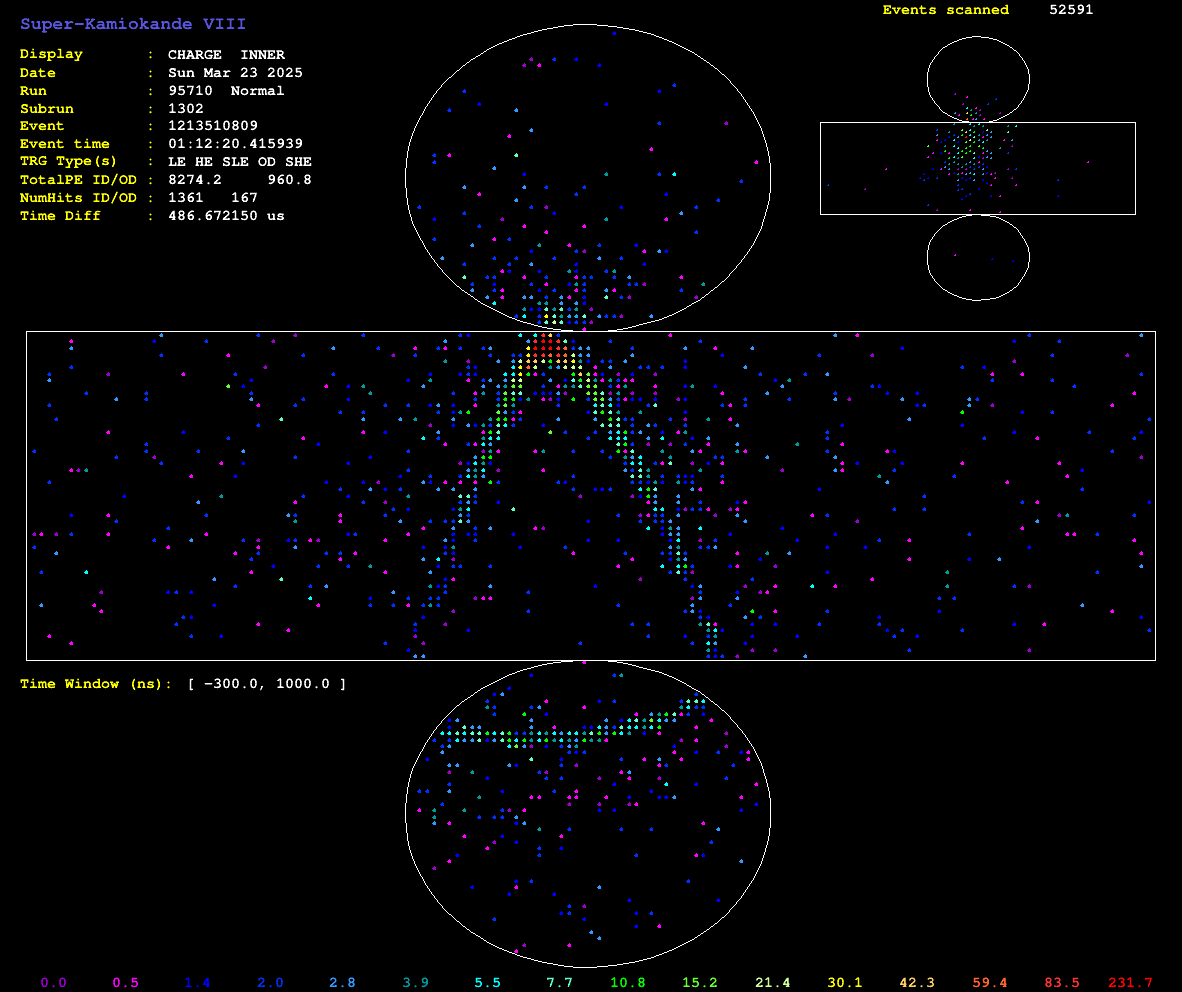 Super-Kamiokande VIII
Events scanned 52591
Display : CHARGE INNER
Date : Sun Mar 23 2025
Run : 95710 Normal
Subrun : 1302
Event : 1213510809
Event time : 01:12:20.415939
TRG Type(s) : LE HE SLE OD SHE
TotalPE ID/OD : 8274.2 960.8
NumHits ID/OD : 1361 167
Time Diff : 486.672150 us
Time Window (ns): [ −300.0, 1000.0 ]
0.0 0.5 1.4 2.0 2.8 3.9 5.5 7.7 10.8 15.2 21.4 30.1 42.3 59.4 83.5 231.7